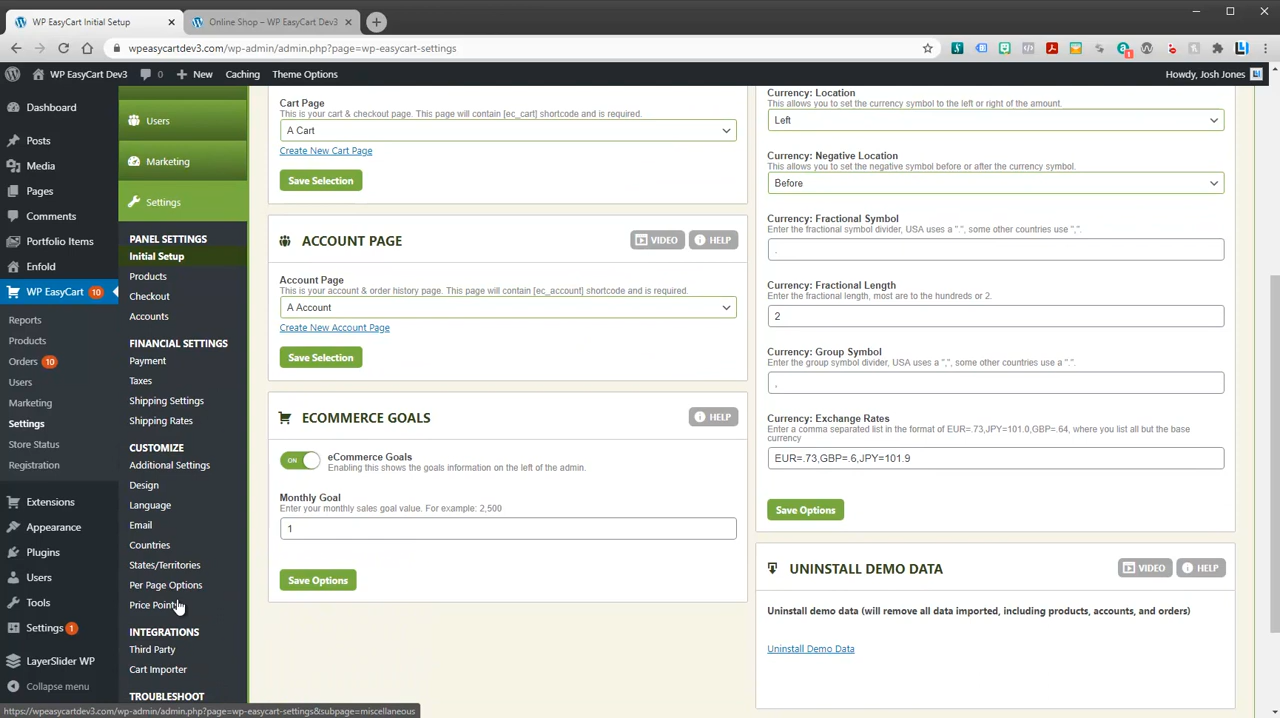 WP EasyCart Initial Setup
Online Shop – WP EasyCart Dev3
wpeasycartdev3.com/wp-admin/admin.php?page=wp-easycart-settings
WP EasyCart Dev3
New
Caching
Theme Options
Howdy, Josh Jones
Dashboard
Posts
Media
Pages
Comments
Portfolio Items
Enfold
WP EasyCart 10
Reports
Products
Orders 10
Users
Marketing
Settings
Store Status
Registration
Extensions
Appearance
Plugins
Users
Tools
Settings 1
LayerSlider WP
Collapse menu
Users
Marketing
Settings
PANEL SETTINGS
Initial Setup
Products
Checkout
Accounts
FINANCIAL SETTINGS
Payment
Taxes
Shipping Settings
Shipping Rates
CUSTOMIZE
Additional Settings
Design
Language
Email
Countries
States/Territories
Per Page Options
INTEGRATIONS
Third Party
Cart Importer
TROUBLESHOOT
Cart Page
This is your cart & checkout page. This page will contain [ec_cart] shortcode and is required.
A Cart
Create New Cart Page
Save Selection
ACCOUNT PAGE
VIDEO
HELP
Account Page
This is your account & order history page. This page will contain [ec_account] shortcode and is required.
A Account
Create New Account Page
Save Selection
ECOMMERCE GOALS
HELP
ON
eCommerce Goals
Enabling this shows the goals information on the left of the admin.
Monthly Goal
Enter your monthly sales goal value. For example: 2,500
1
Save Options
Currency: Location
This allows you to set the currency symbol to the left or right of the amount.
Left
Currency: Negative Location
This allows you to set the negative symbol before or after the currency symbol.
Before
Currency: Fractional Symbol
Enter the fractional symbol divider, USA uses a ".", some other countries use ",".
.
Currency: Fractional Length
Enter the fractional length, most are to the hundreds or 2.
2
Currency: Group Symbol
Enter the group symbol divider, USA uses a ",", some other countries use a ".".
,
Currency: Exchange Rates
Enter a comma separated list in the format of EUR=.73,JPY=101.0,GBP=.64, where you list all but the base
currency
EUR=.73,GBP=.6,JPY=101.9
Save Options
UNINSTALL DEMO DATA
VIDEO
HELP
Uninstall demo data (will remove all data imported, including products, accounts, and orders)
Uninstall Demo Data
https://wpeasycartdev3.com/wp-admin/admin.php?page=wp-easycart-settings&subpage=miscellaneous